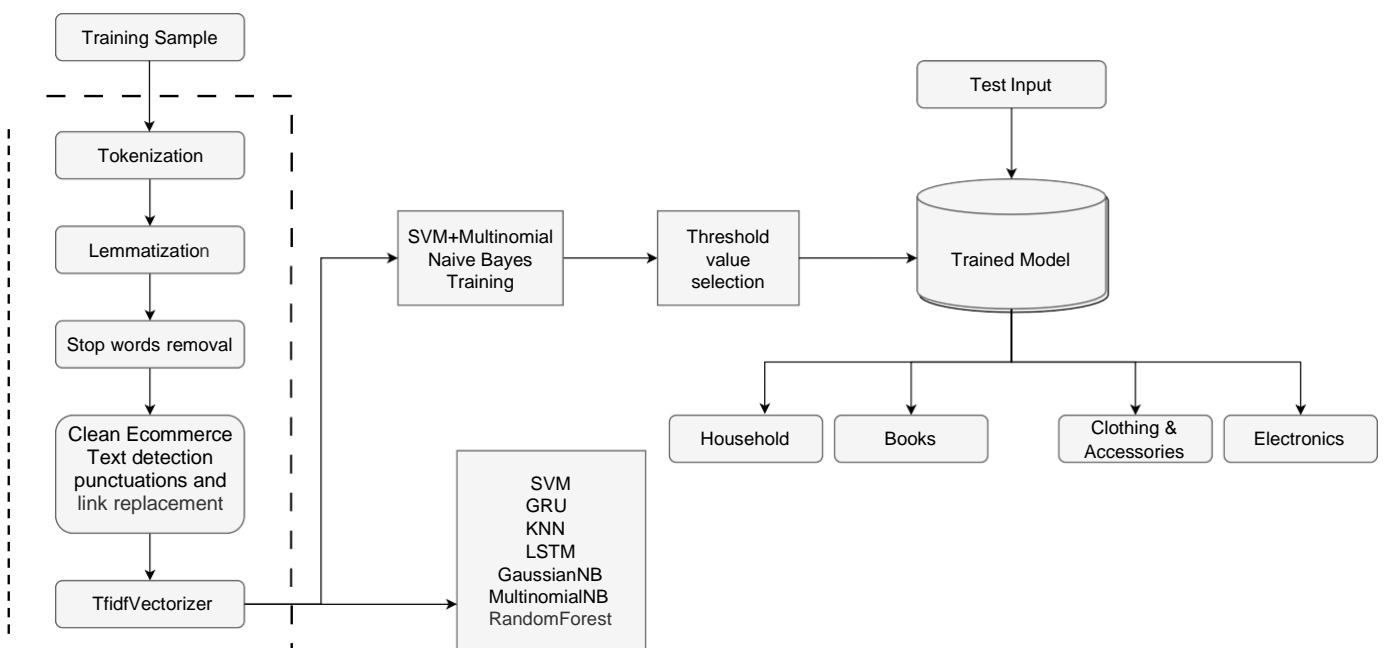 Training Sample
Tokenization
Lemmatization
Stop words removal
Clean Ecommerce
Text detection
punctuations and
link replacement
TfidfVectorizer
SVM+Multinomial
Naive Bayes
Training
Threshold
value
selection
Test Input
Trained Model
Household
Books
Clothing &
Accessories
Electronics
SVM
GRU
KNN
LSTM
GaussianNB
MultinomialNB
RandomForest